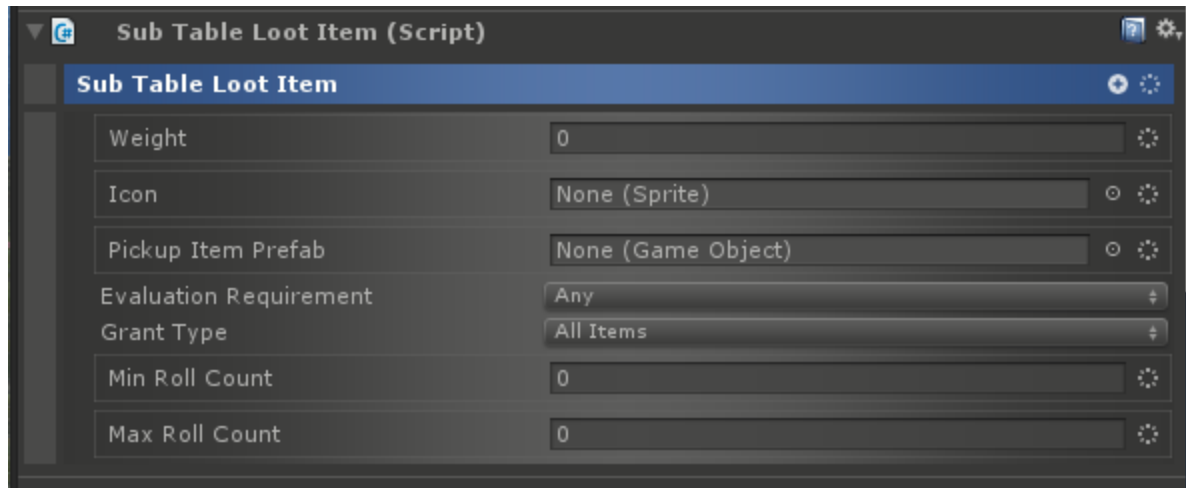 Sub Table Loot Item (Script)
Sub Table Loot Item
Weight 0
Icon None (Sprite)
Pickup Item Prefab None (Game Object)
Evaluation Requirement Any
Grant Type All Items
Min Roll Count 0
Max Roll Count 0